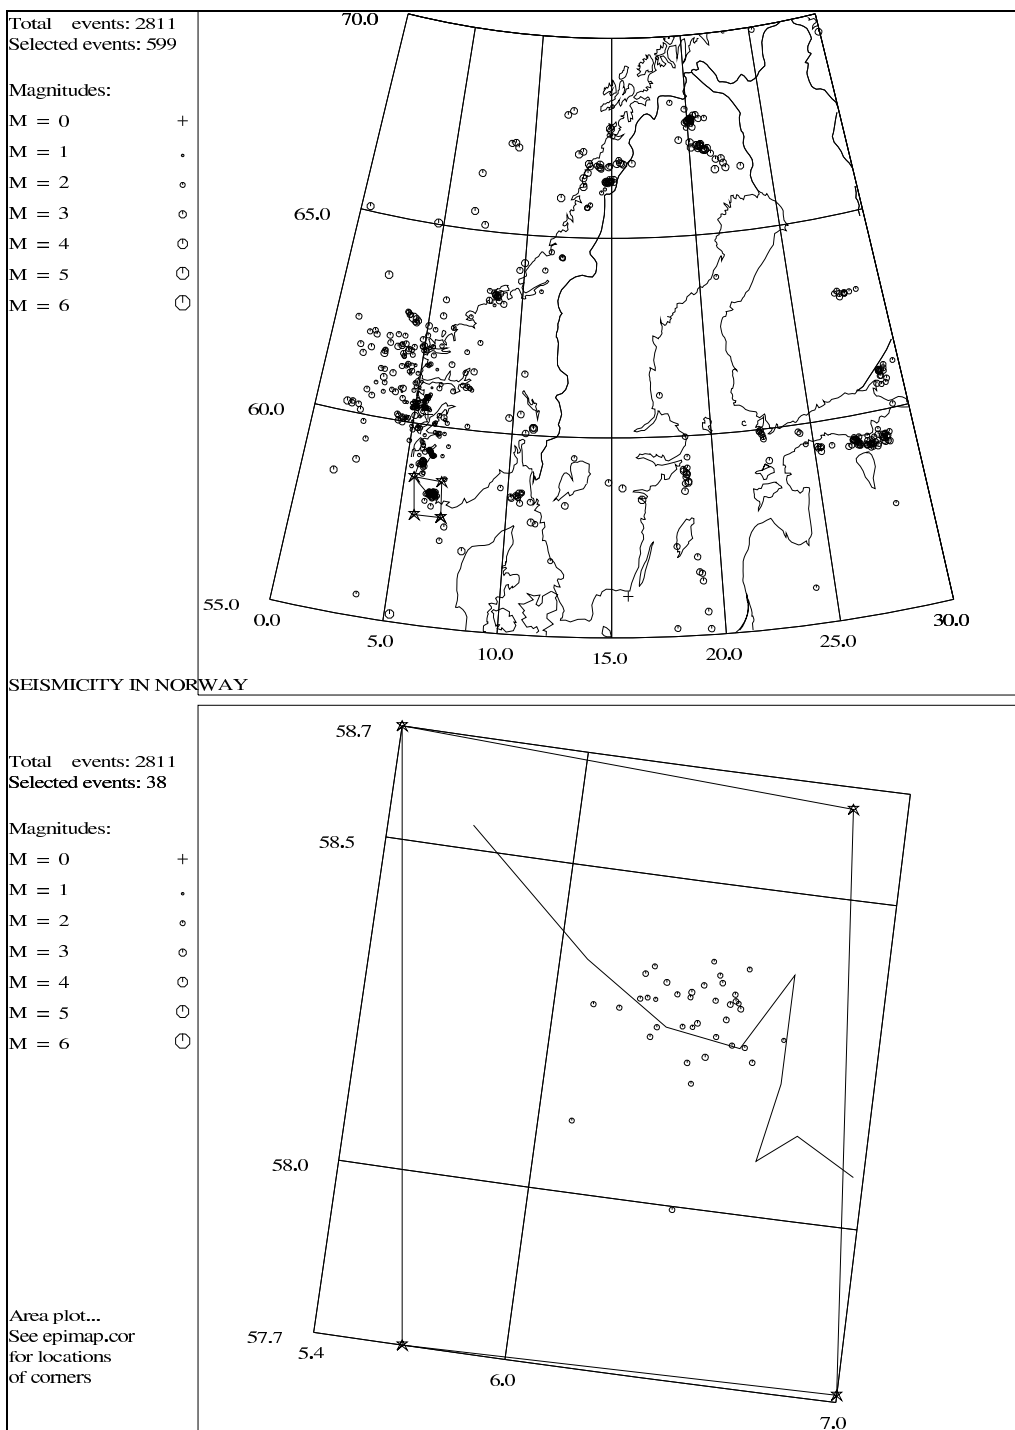 Total events: 2811
Selected events: 599
Magnitudes:
M = 0
M = 1
M = 2
M = 3
M = 4
M = 5
M = 6
70.0
65.0
60.0
55.0
0.0
5.0
10.0
15.0
20.0
25.0
30.0
SEISMICITY IN NORWAY
Total events: 2811
Selected events: 38
Magnitudes:
M = 0
M = 1
M = 2
M = 3
M = 4
M = 5
M = 6
58.7
58.5
58.0
57.7
5.4
6.0
7.0
Area plot...
See epimap.cor
for locations
of corners